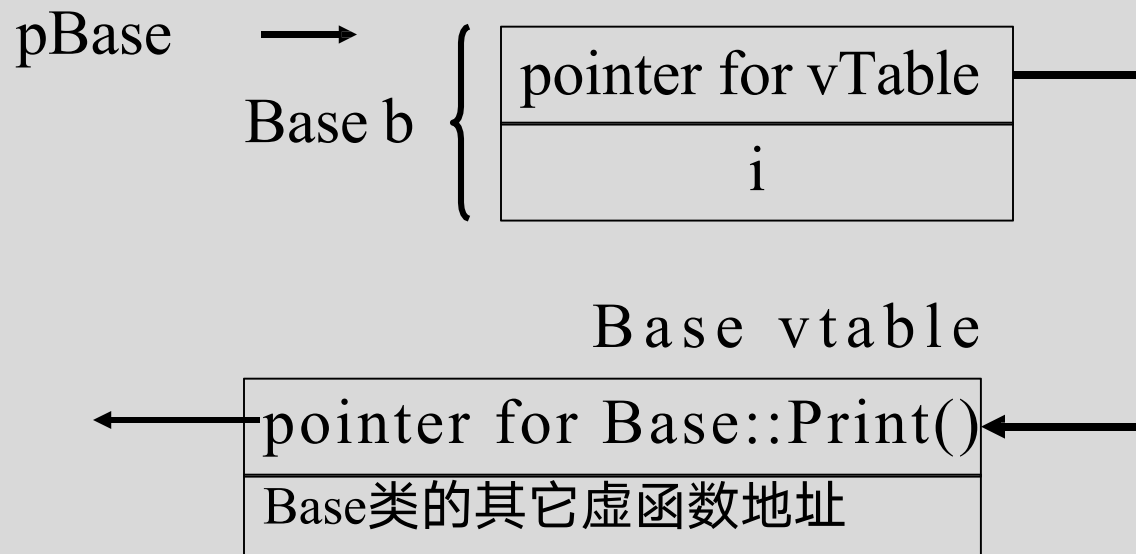 pBase
Base b
pointer for vTable
i
Base vtable
pointer for Base::Print()
Base类的其它虚函数地址